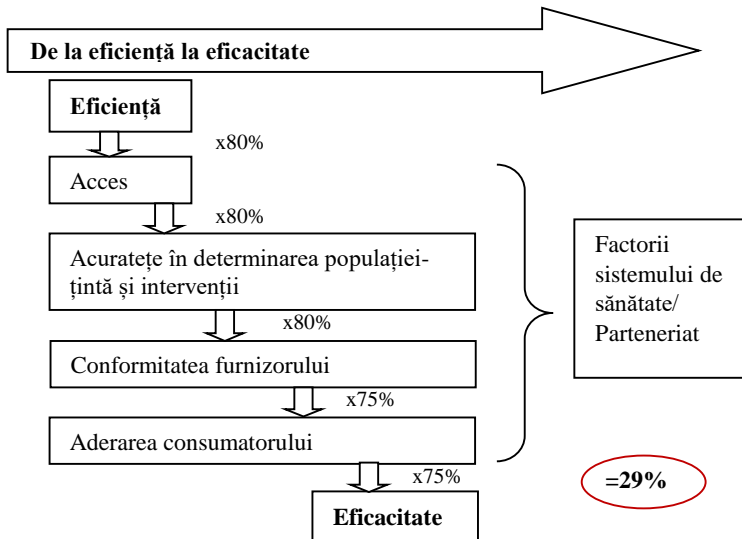 De la eficiență la eficacitate
Eficiență
x80%
Acces
x80%
Acuratețe în determinarea populației-
țintă și intervenții
x80%
Conformitatea furnizorului
x75%
Aderarea consumatorului
x75%
Eficacitate
Factorii
sistemului de
sănătate/
Parteneriat
=29%